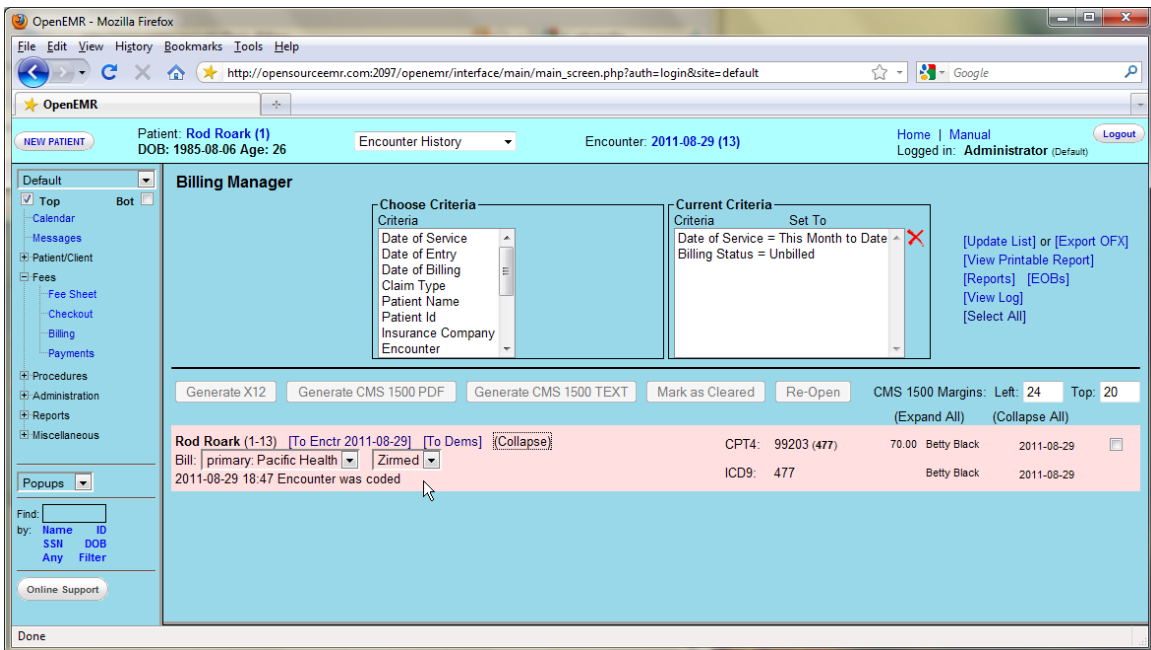 OpenEMR - Mozilla Firefox
File Edit View History Bookmarks Tools Help
http://opensourceemr.com:2097/openemr/interface/main/main_screen.php?auth=login&site=default
Google
OpenEMR
NEW PATIENT
Patient: Rod Roark (1)
DOB: 1985-08-06 Age: 26
Encounter History
Encounter: 2011-08-29 (13)
Home | Manual
Logged in: Administrator (Default)
Logout
Default
Top Bot
Calendar
Messages
Patient/Client
Fees
Fee Sheet
Checkout
Billing
Payments
Procedures
Administration
Reports
Miscellaneous
Popups
Find:
by: Name ID
SSN DOB
Any Filter
Online Support
Billing Manager
Choose Criteria
Criteria
Date of Service
Date of Entry
Date of Billing
Claim Type
Patient Name
Patient Id
Insurance Company
Encounter
Current Criteria
Criteria Set To
Date of Service = This Month to Date
Billing Status = Unbilled
[Update List] or [Export OFX]
[View Printable Report]
[Reports] [EOBs]
[View Log]
[Select All]
Generate X12 Generate CMS 1500 PDF Generate CMS 1500 TEXT Mark as Cleared Re-Open CMS 1500 Margins: Left: 24 Top: 20
(Expand All) (Collapse All)
Rod Roark (1-13) [To Enctr 2011-08-29] [To Dems] (Collapse) CPT4: 99203 (477) 70.00 Betty Black 2011-08-29
Bill: primary: Pacific Health Zirmed
ICD9: 477 Betty Black 2011-08-29
2011-08-29 18:47 Encounter was coded
Done